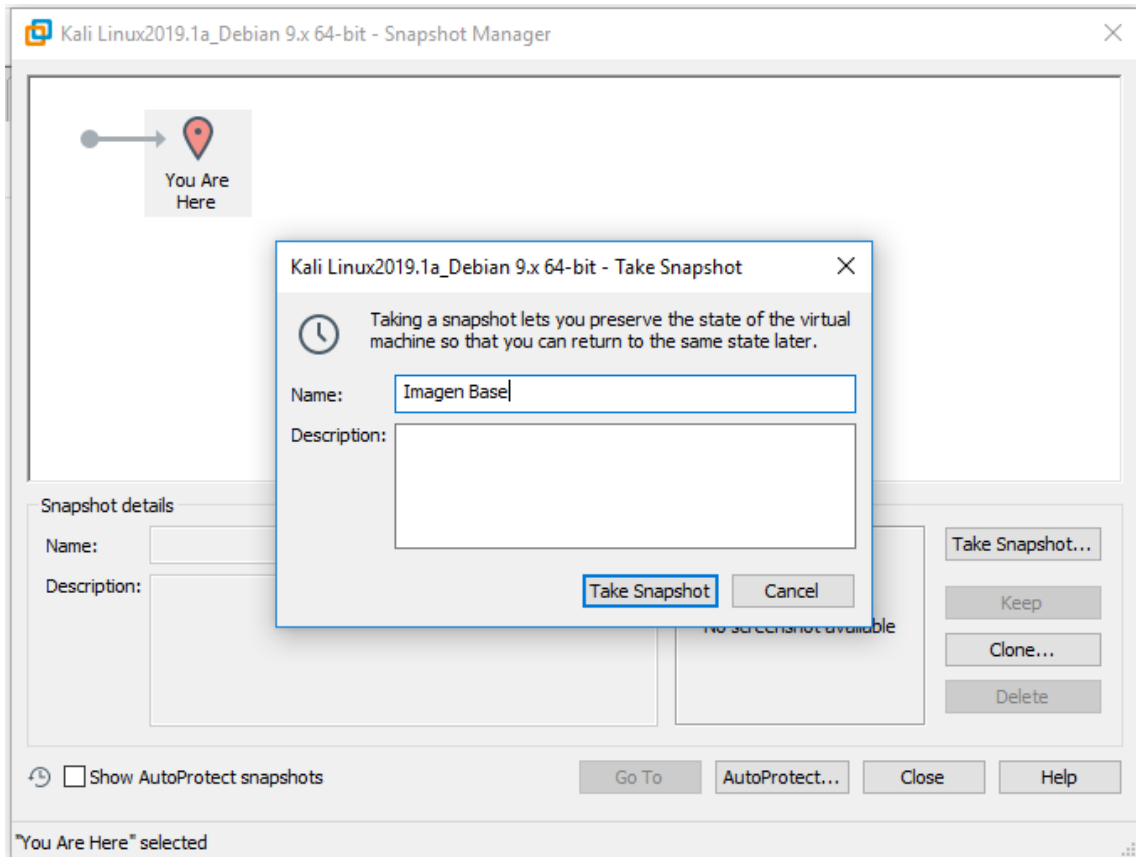 Kali Linux2019.1a_Debian 9.x 64-bit - Snapshot Manager
You Are
Here
Kali Linux2019.1a_Debian 9.x 64-bit - Take Snapshot
Taking a snapshot lets you preserve the state of the virtual
machine so that you can return to the same state later.
Name:
Imagen Base
Description:
Take Snapshot
Cancel
Snapshot details
Name:
Description:
No screenshot available
Take Snapshot...
Keep
Clone...
Delete
Show AutoProtect snapshots
Go To
AutoProtect...
Close
Help
"You Are Here" selected